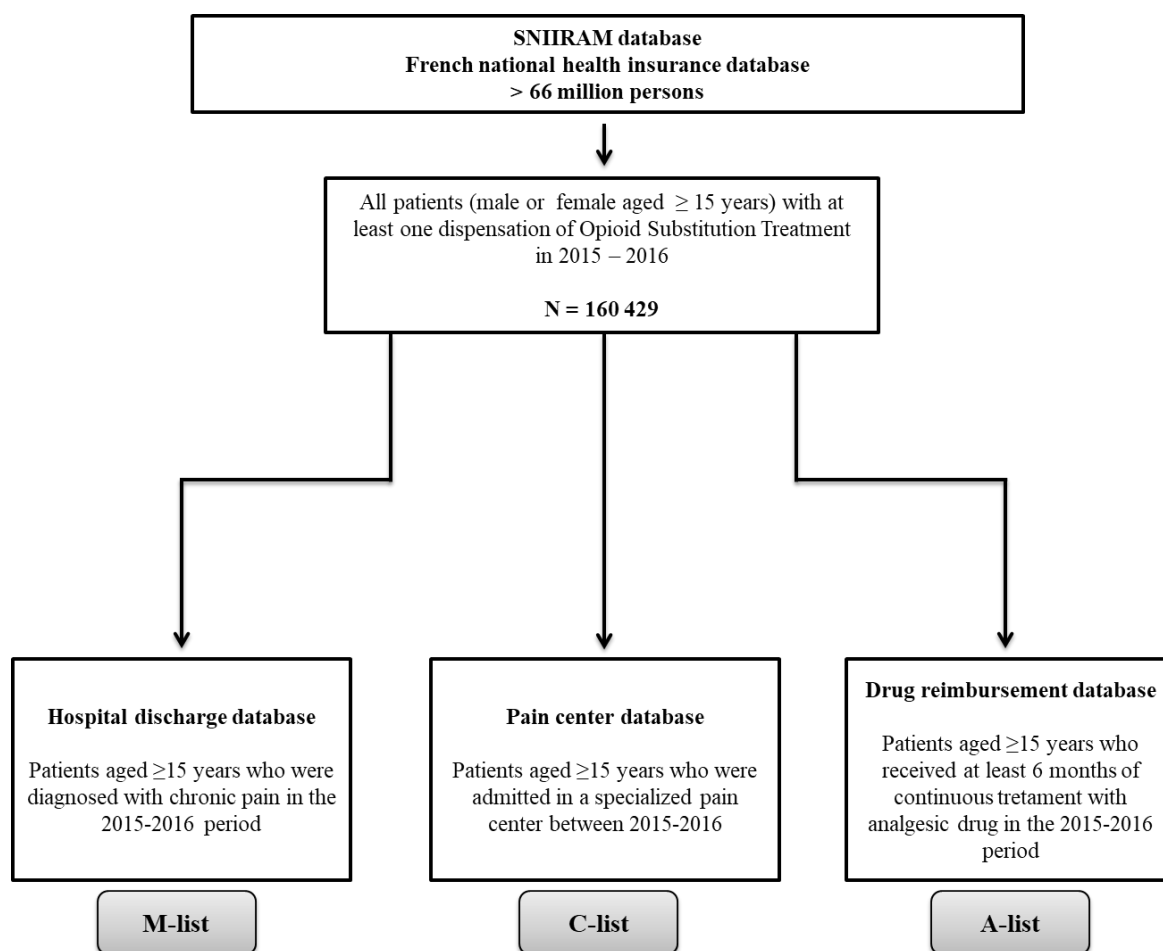 SNIIRAM database
French national health insurance database
> 66 million persons
All patients (male or female aged ≥ 15 years) with at
least one dispensation of Opioid Substitution Treatment
in 2015 – 2016
N = 160 429
Hospital discharge database
Patients aged ≥15 years who were
diagnosed with chronic pain in the
2015-2016 period
M-list
Pain center database
Patients aged ≥15 years who were
admitted in a specialized pain
center between 2015-2016
C-list
Drug reimbursement database
Patients aged ≥15 years who
received at least 6 months of
continuous tretament with
analgesic drug in the 2015-2016
period
A-list